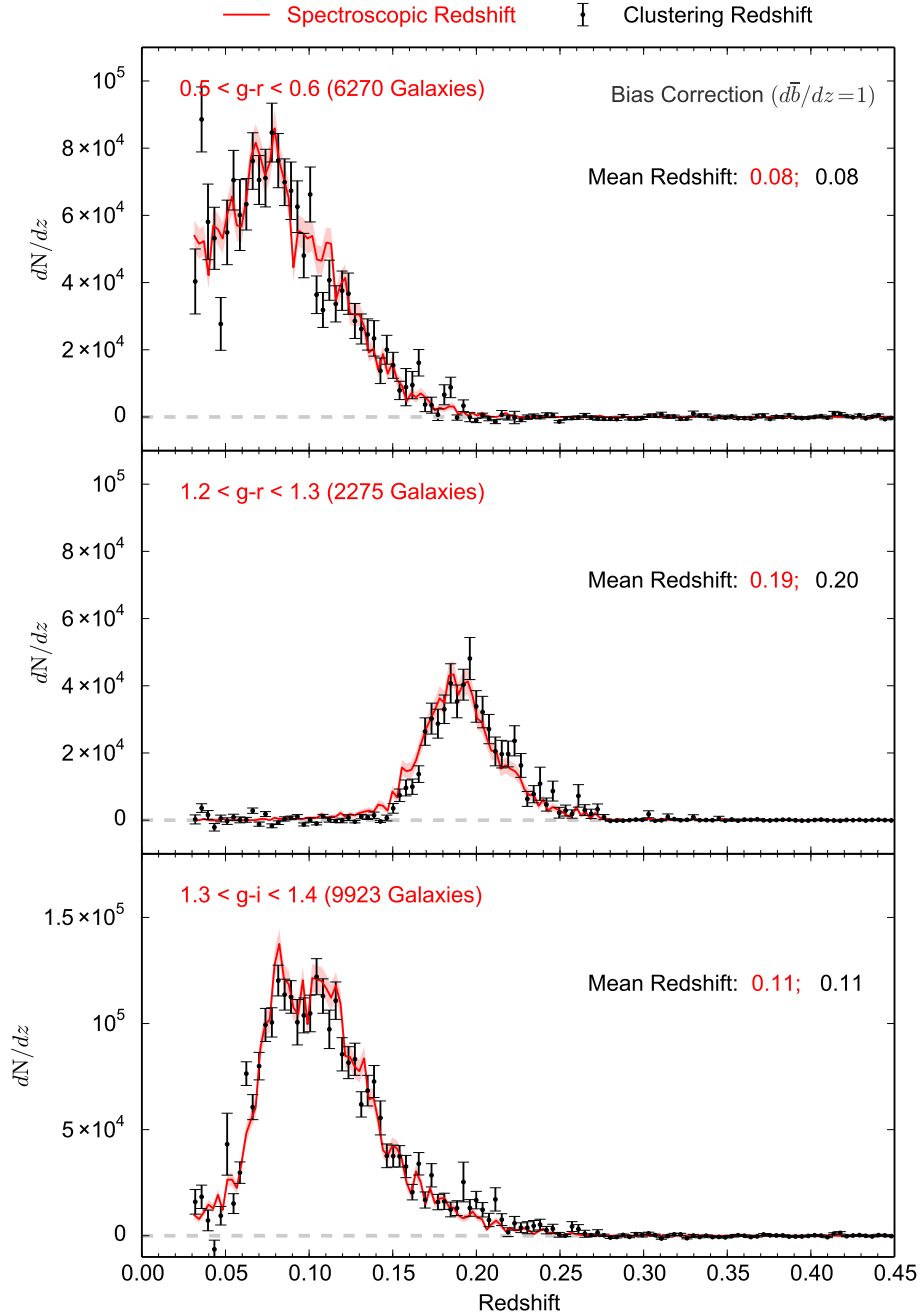 Spectroscopic Redshift Clustering Redshift
10⁵
0.5 < g-r < 0.6 (6270 Galaxies)
Bias Correction (db̅/dz=1)
8×10⁴
Mean Redshift: 0.08; 0.08
6×10⁴
dN/dz
4×10⁴
2×10⁴
0
10⁵
1.2 < g-r < 1.3 (2275 Galaxies)
8×10⁴
Mean Redshift: 0.19; 0.20
6×10⁴
dN/dz
4×10⁴
2×10⁴
0
1.3 < g-i < 1.4 (9923 Galaxies)
1.5×10⁵
Mean Redshift: 0.11; 0.11
10⁵
dN/dz
5×10⁴
0
0.00 0.05 0.10 0.15 0.20 0.25 0.30 0.35 0.40 0.45
Redshift